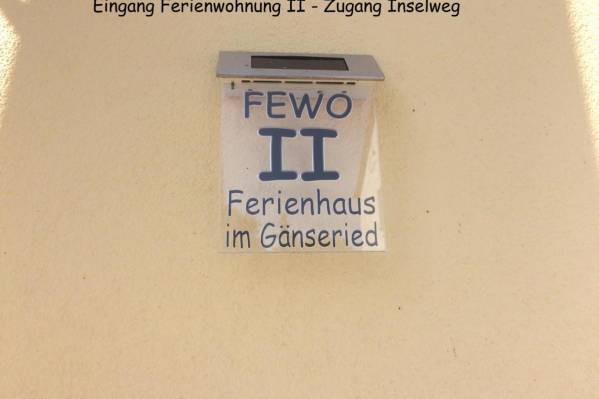 Eingang Ferienwohnung II - Zugang Inselweg
FEWO
II
Ferienhaus
im Gänseried